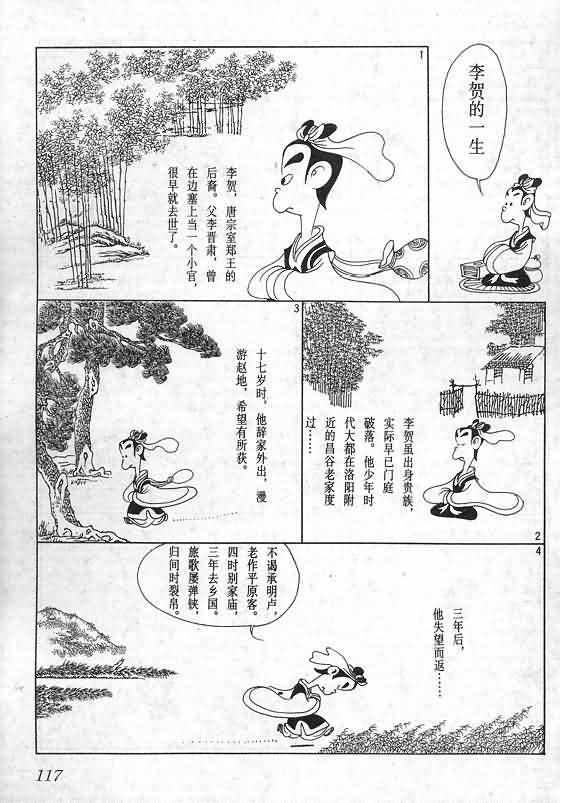 李贺的一生
1
李贺，唐宗室郑王的
后裔。父李晋肃，曾
在边塞上当一个小官，
很早就去世了。
李贺虽出身贵族，
实际早已门庭
破落。他少年时
代大都在洛阳附
近的昌谷老家度
过……
2
3
十七岁时，他辞家外出，漫
游赵地，希望有所获。
4
三年后，
他失望而返……
不谒承明卢，
老作平原客。
四时别家庙，
三年去乡国。
旅歌屡弹铗，
归问时裂帛。
117